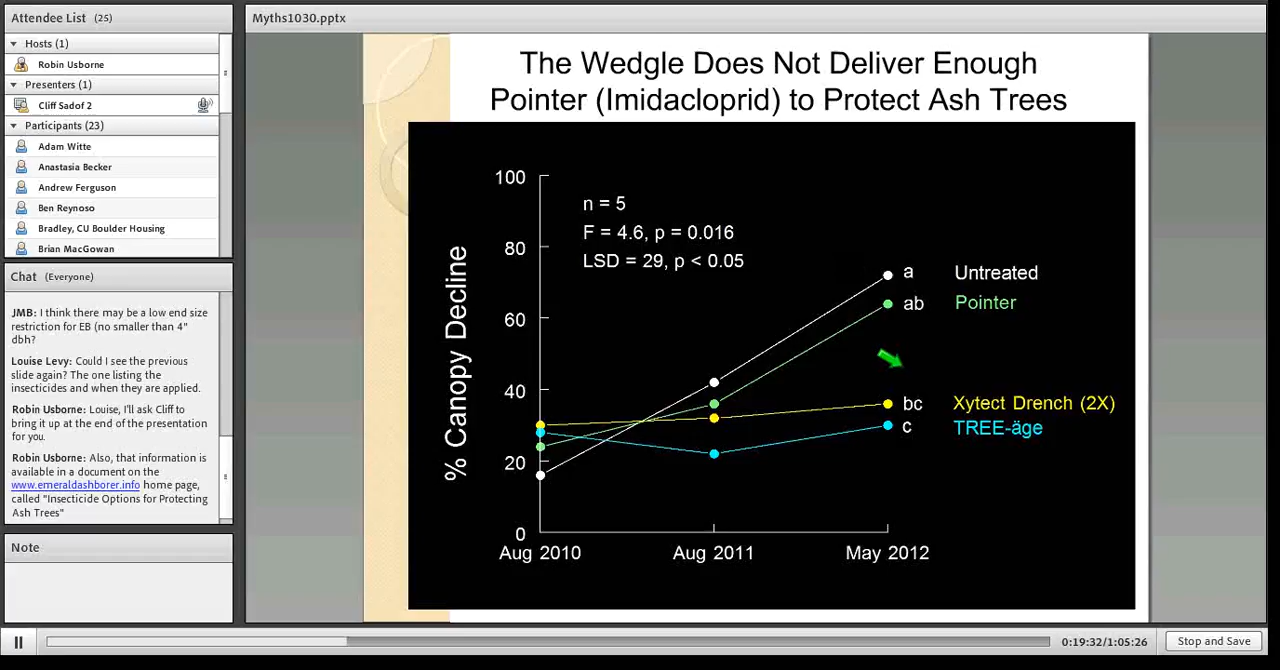 Attendee List (25)
Hosts (1)
Robin Usborne
Presenters (1)
Cliff Sadof 2
Participants (23)
Adam Witte
Anastasia Becker
Andrew Ferguson
Ben Reynoso
Bradley, CU Boulder Housing
Brian MacGowan
Chat (Everyone)
JMB: I think there may be a low end size
restriction for EB (no smaller than 4"
dbh?
Louise Levy: Could I see the previous
slide again? The one listing the
insecticides and when they are applied.
Robin Usborne: Louise, I'll ask Cliff to
bring it up at the end of the presentation
for you.
Robin Usborne: Also, that information is
available in a document on the
www.emeraldashborer.info home page,
called "Insecticide Options for Protecting
Ash Trees"
Note
Myths1030.pptx
The Wedgle Does Not Deliver Enough
Pointer (Imidacloprid) to Protect Ash Trees
% Canopy Decline
100
80
60
40
20
0
n = 5
F = 4.6, p = 0.016
LSD = 29, p < 0.05
a Untreated
ab Pointer
bc Xytect Drench (2X)
c TREE-äge
Aug 2010 Aug 2011 May 2012
0:19:32/1:05:26
Stop and Save